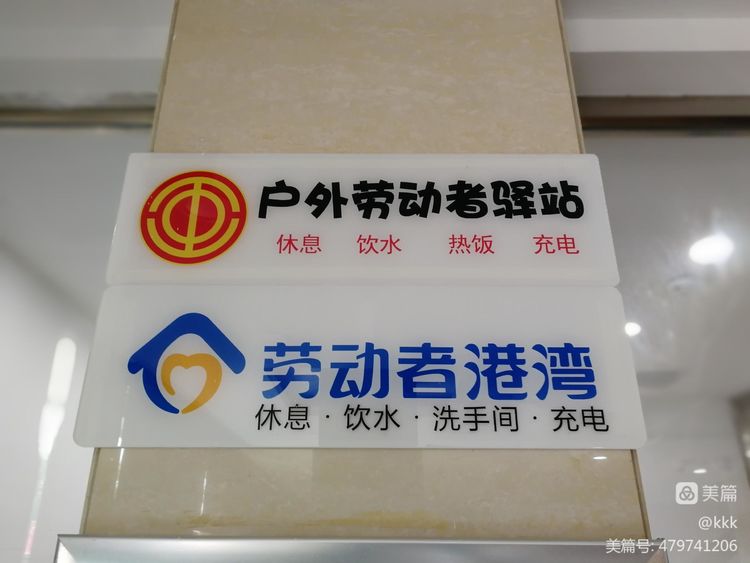 户外劳动者驿站
休息 饮水 热饭 充电
劳动者港湾
休息·饮水·洗手间·充电
美篇
@kkk
美篇号: 479741206